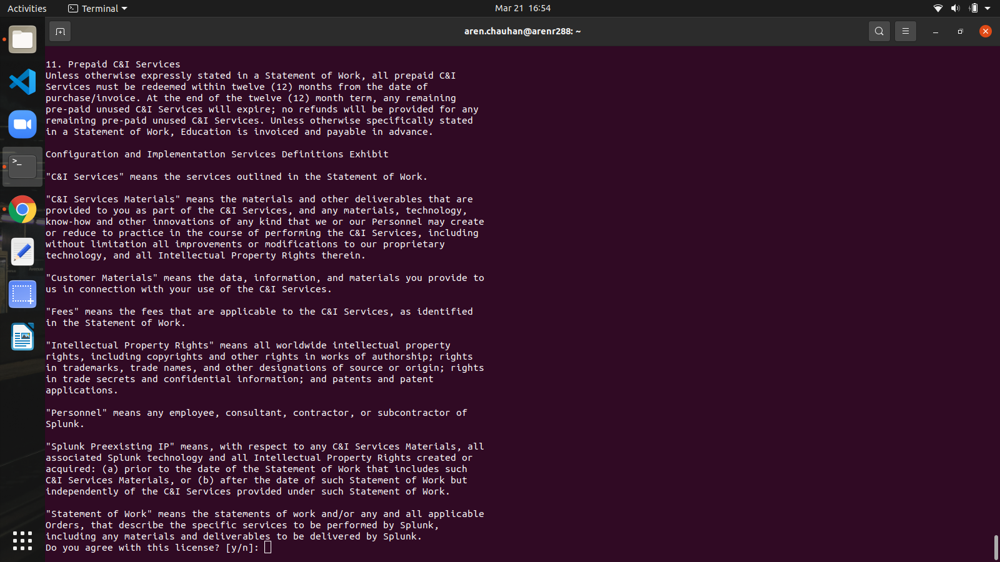 Activities
Terminal
Mar 21 16:54
aren.chauhan@arenr288: ~
11. Prepaid C&I Services
Unless otherwise expressly stated in a Statement of Work, all prepaid C&I
Services must be redeemed within twelve (12) months from the date of
purchase/invoice. At the end of the twelve (12) month term, any remaining
pre-paid unused C&I Services will expire; no refunds will be provided for any
remaining pre-paid unused C&I Services. Unless otherwise specifically stated
in a Statement of Work, Education is invoiced and payable in advance.
Configuration and Implementation Services Definitions Exhibit
"C&I Services" means the services outlined in the Statement of Work.
"C&I Services Materials" means the materials and other deliverables that are
provided to you as part of the C&I Services, and any materials, technology,
know-how and other innovations of any kind that we or our Personnel may create
or reduce to practice in the course of performing the C&I Services, including
without limitation all improvements or modifications to our proprietary
technology, and all Intellectual Property Rights therein.
"Customer Materials" means the data, information, and materials you provide to
us in connection with your use of the C&I Services.
"Fees" means the fees that are applicable to the C&I Services, as identified
in the Statement of Work.
"Intellectual Property Rights" means all worldwide intellectual property
rights, including copyrights and other rights in works of authorship; rights
in trademarks, trade names, and other designations of source or origin; rights
in trade secrets and confidential information; and patents and patent
applications.
"Personnel" means any employee, consultant, contractor, or subcontractor of
Splunk.
"Splunk Preexisting IP" means, with respect to any C&I Services Materials, all
associated Splunk technology and all Intellectual Property Rights created or
acquired: (a) prior to the date of the Statement of Work that includes such
C&I Services Materials, or (b) after the date of such Statement of Work but
independently of the C&I Services provided under such Statement of Work.
"Statement of Work" means the statements of work and/or any and all applicable
Orders, that describe the specific services to be performed by Splunk,
including any materials and deliverables to be delivered by Splunk.
Do you agree with this license? [y/n]: